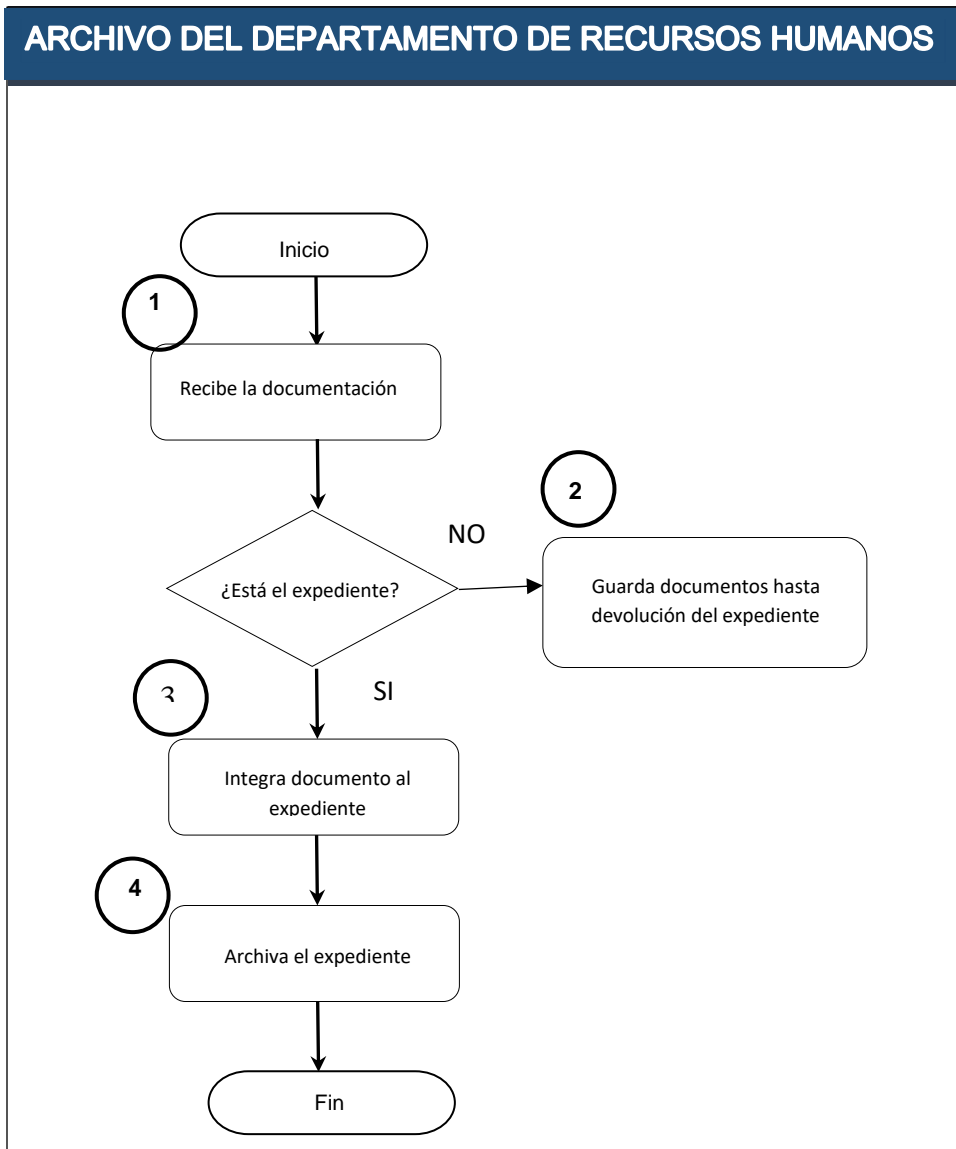 ARCHIVO DEL DEPARTAMENTO DE RECURSOS HUMANOS
Inicio
1
Recibe la documentación
2
NO
¿Está el expediente?
Guarda documentos hasta
devolución del expediente
3
SI
Integra documento al
expediente
4
Archiva el expediente
Fin